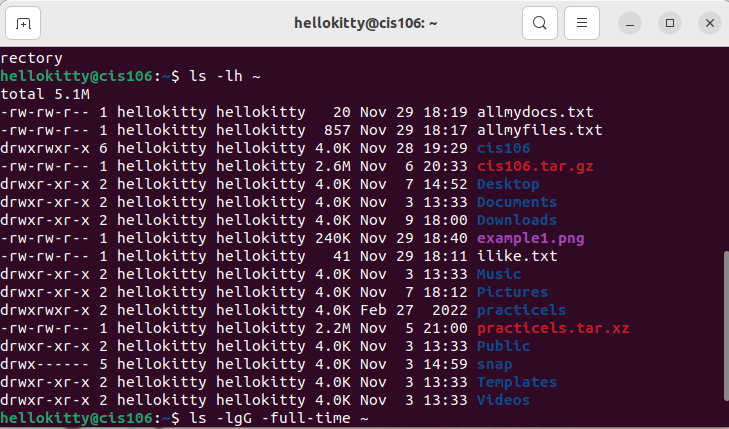 hellokitty@cis106: ~
rectory
hellokitty@cis106:~$ ls -lh ~
total 5.1M
-rw-rw-r-- 1 hellokitty hellokitty   20 Nov 29 18:19 allmydocs.txt
-rw-rw-r-- 1 hellokitty hellokitty  857 Nov 29 18:17 allmyfiles.txt
drwxrwxr-x 6 hellokitty hellokitty 4.0K Nov 28 19:29 cis106
-rw-rw-r-- 1 hellokitty hellokitty 2.6M Nov  6 20:33 cis106.tar.gz
drwxr-xr-x 2 hellokitty hellokitty 4.0K Nov  7 14:52 Desktop
drwxr-xr-x 2 hellokitty hellokitty 4.0K Nov  3 13:33 Documents
drwxr-xr-x 2 hellokitty hellokitty 4.0K Nov  9 18:00 Downloads
-rw-rw-r-- 1 hellokitty hellokitty 240K Nov 29 18:40 example1.png
-rw-rw-r-- 1 hellokitty hellokitty   41 Nov 29 18:11 ilike.txt
drwxr-xr-x 2 hellokitty hellokitty 4.0K Nov  3 13:33 Music
drwxr-xr-x 2 hellokitty hellokitty 4.0K Nov  7 18:12 Pictures
drwxrwxr-x 2 hellokitty hellokitty 4.0K Feb 27  2022 practicels
-rw-rw-r-- 1 hellokitty hellokitty 2.2M Nov  5 21:00 practicels.tar.xz
drwxr-xr-x 2 hellokitty hellokitty 4.0K Nov  3 13:33 Public
drwx------ 5 hellokitty hellokitty 4.0K Nov  3 14:59 snap
drwxr-xr-x 2 hellokitty hellokitty 4.0K Nov  3 13:33 Templates
drwxr-xr-x 2 hellokitty hellokitty 4.0K Nov  3 13:33 Videos
hellokitty@cis106:~$ ls -lgG -full-time ~